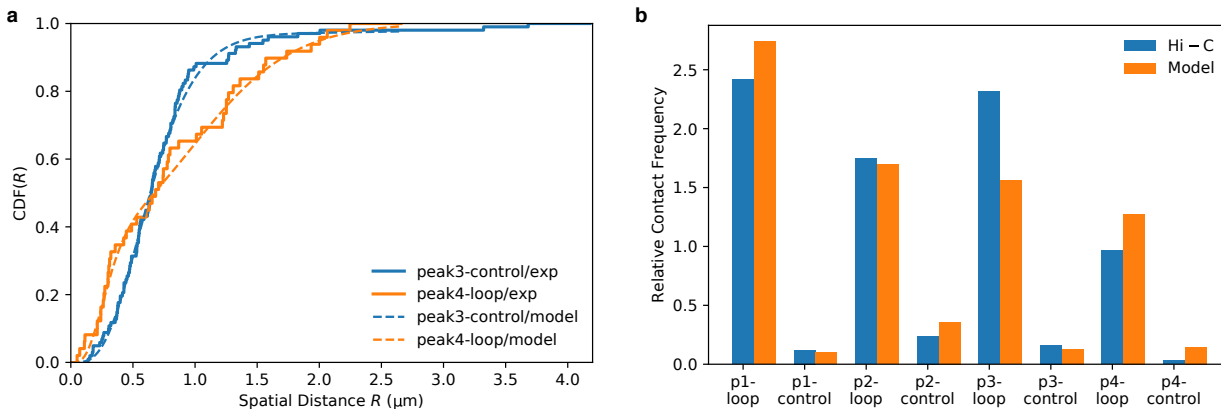 a
CDF(R)
1.0
0.8
0.6
0.4
0.2
0.0
0.0 0.5 1.0 1.5 2.0 2.5 3.0 3.5 4.0
Spatial Distance R (μm)
peak3-control/exp
peak4-loop/exp
peak3-control/model
peak4-loop/model
b
Relative Contact Frequency
2.5
2.0
1.5
1.0
0.5
0.0
Hi − C
Model
p1- p1- p2- p2- p3- p3- p4- p4-
loop control loop control loop control loop control